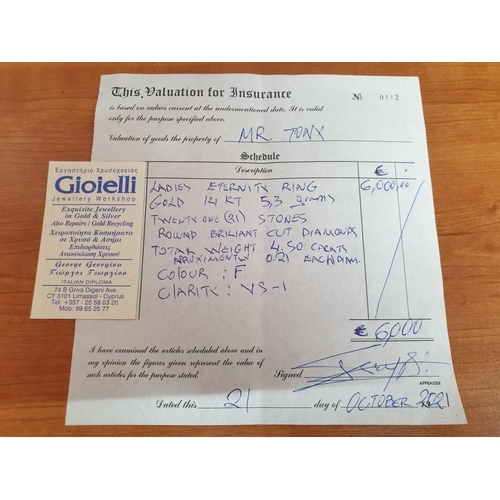 This Valuation for Insurance
№ 0112
is based on values current at the undermentioned date. It is valid
only for the purpose specified above.
Valuation of goods the property of MR. TONY
Schedule
Description €
LADIES ETERNITY RING 6,000,00
GOLD 14 KT 5,3 grams
TWENTY ONE (21) STONES
ROUND BRILIANT CUT DIAMONDS
TOTAL WEIGHT 4,50 CARATS
APROXIMENTD 0.21 EACH/DIAM.
COLOUR : F.
CLARITY : VS-1
€ 6,000
I have examined the articles scheduled above and in
my opinion the figures given represent the value of
such articles for the purpose stated.
Signed
APPRAISER
Dated this 21 day of OCTOBER 2021
Εργαστήριο Χρυσοχοείας
Gioielli
Jewellery Workshop
Exquisite Jewellery
in Gold & Silver
Also Repairs / Gold Recycling
Χειροποίητα Κοσμήματα
σε Χρυσό & Ασήμι
Επιδιορθώσεις
Ανακύκλωση Χρυσού
George Georgiou
Γιώργος Γεωργίου
ITALIAN DIPLOMA
74 B Griva Digeni Ave.
CY 3101 Limassol - Cyprus
Tel: +357 - 25 58 03 20
Mob: 99 65 25 77